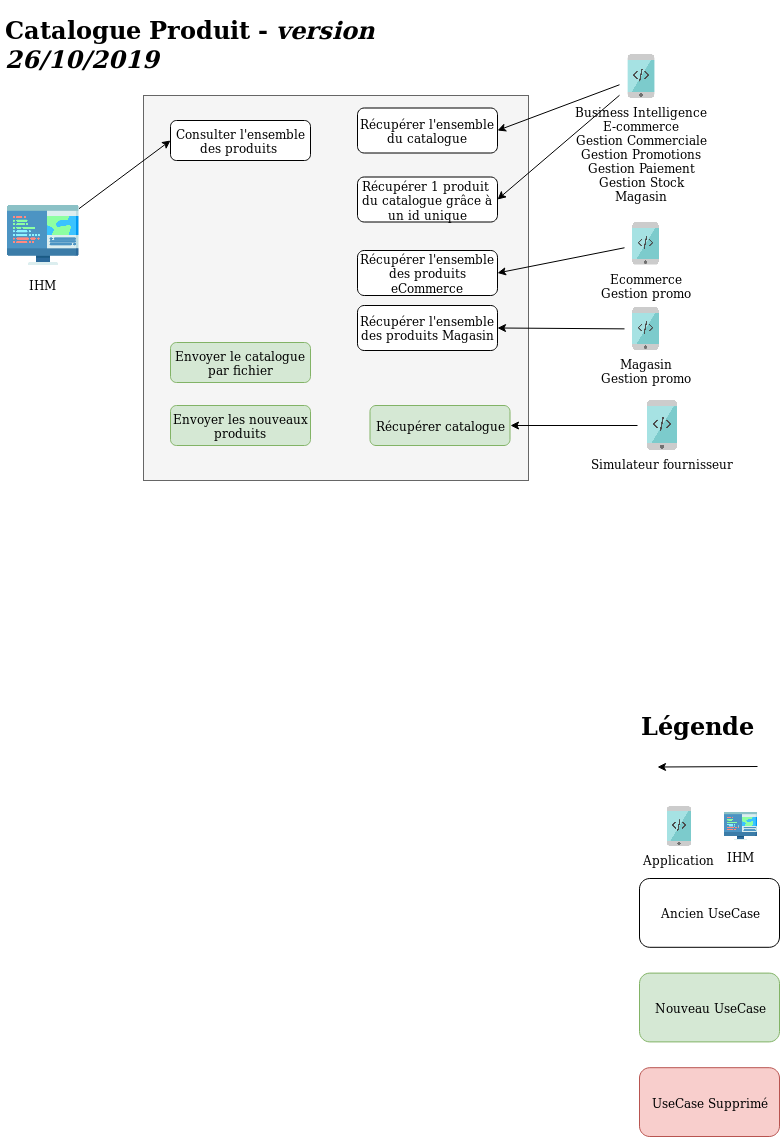 Catalogue Produit - version
26/10/2019
Consulter l'ensemble
des produits
Récupérer l'ensemble
du catalogue
Récupérer 1 produit
du catalogue grâce à
un id unique
Récupérer l'ensemble
des produits
eCommerce
Récupérer l'ensemble
des produits Magasin
Envoyer le catalogue
par fichier
Envoyer les nouveaux
produits
Récupérer catalogue
IHM
Business Intelligence
E-commerce
Gestion Commerciale
Gestion Promotions
Gestion Paiement
Gestion Stock
Magasin
Ecommerce
Gestion promo
Magasin
Gestion promo
Simulateur fournisseur
Légende
Application
IHM
Ancien UseCase
Nouveau UseCase
UseCase Supprimé